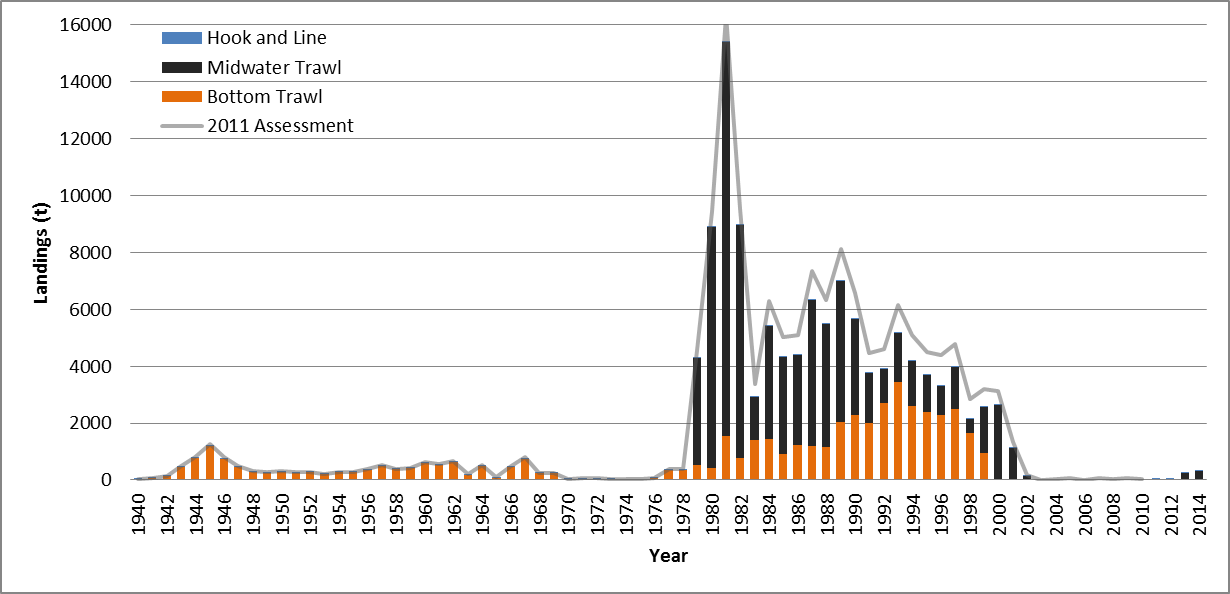 Hook and Line
Midwater Trawl
Bottom Trawl
2011 Assessment
16000
14000
12000
10000
8000
6000
4000
2000
0
Landings (t)
1940 1942 1944 1946 1948 1950 1952 1954 1956 1958 1960 1962 1964 1966 1968 1970 1972 1974 1976 1978 1980 1982 1984 1986 1988 1990 1992 1994 1996 1998 2000 2002 2004 2006 2008 2010 2012 2014
Year